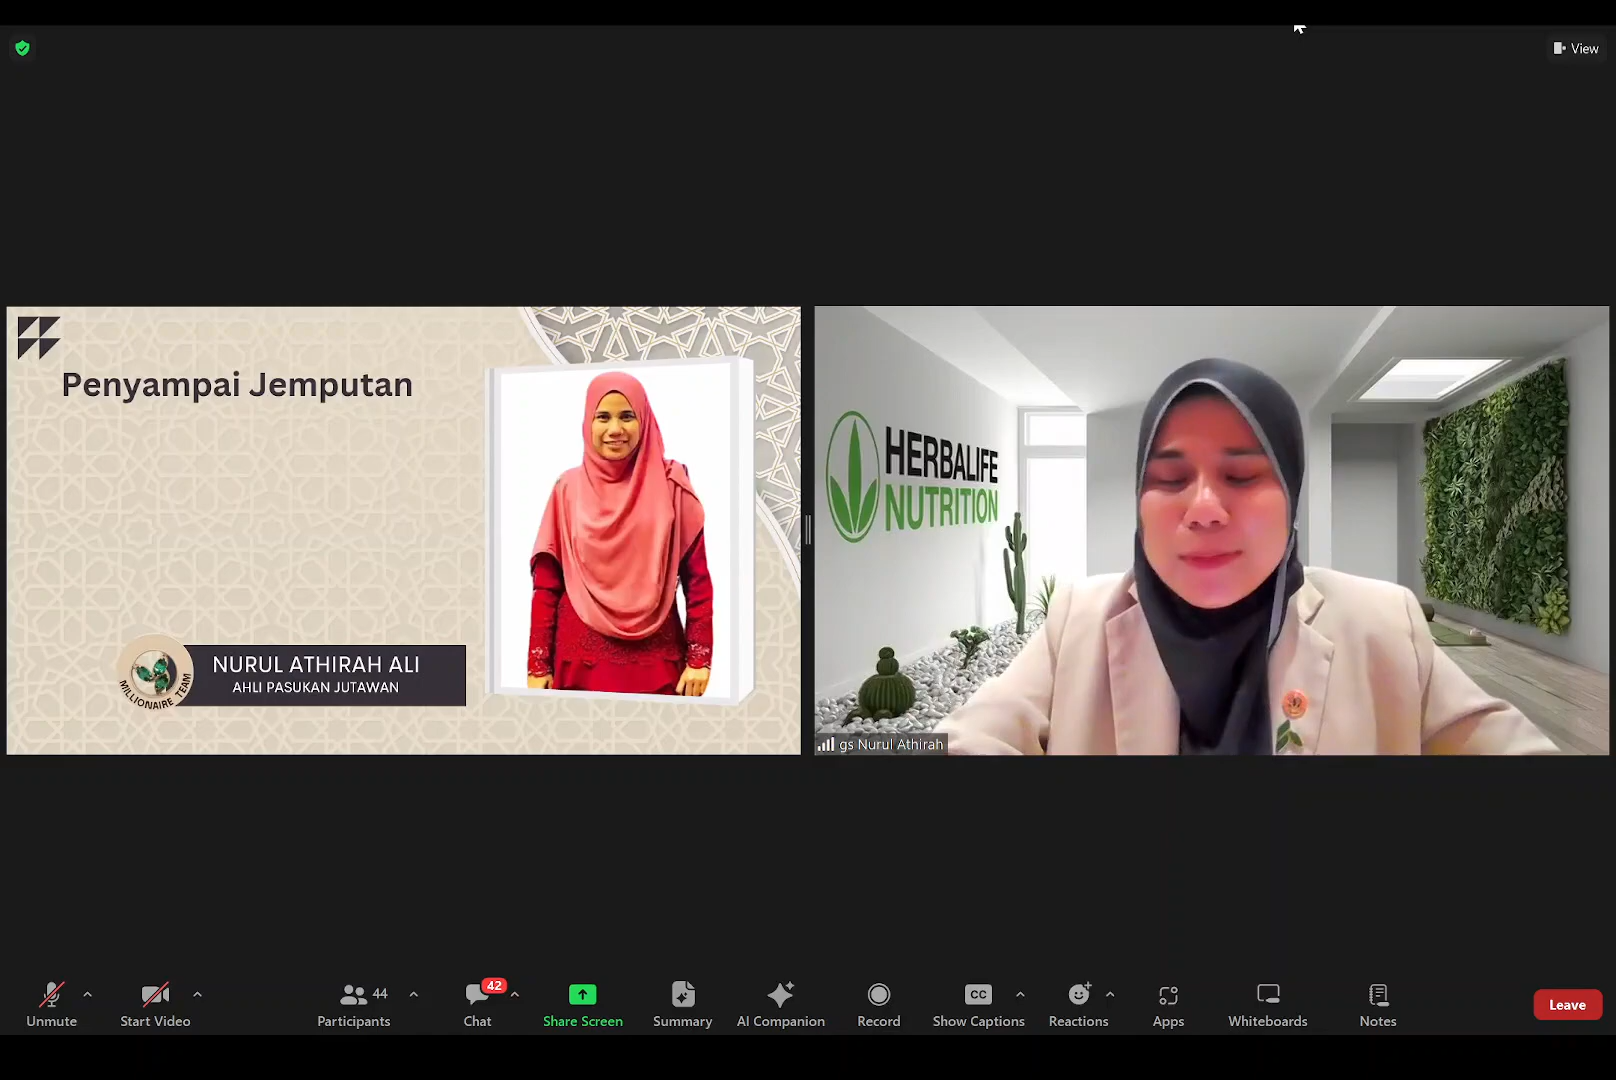 View
Penyampai Jemputan
NURUL ATHIRAH ALI
AHLI PASUKAN JUTAWAN
MILLIONAIRE TEAM
HERBALIFE
NUTRITION
gs Nurul Athirah
44
42
CC
Unmute
Start Video
Participants
Chat
Share Screen
Summary
AI Companion
Record
Show Captions
Reactions
Apps
Whiteboards
Notes
Leave